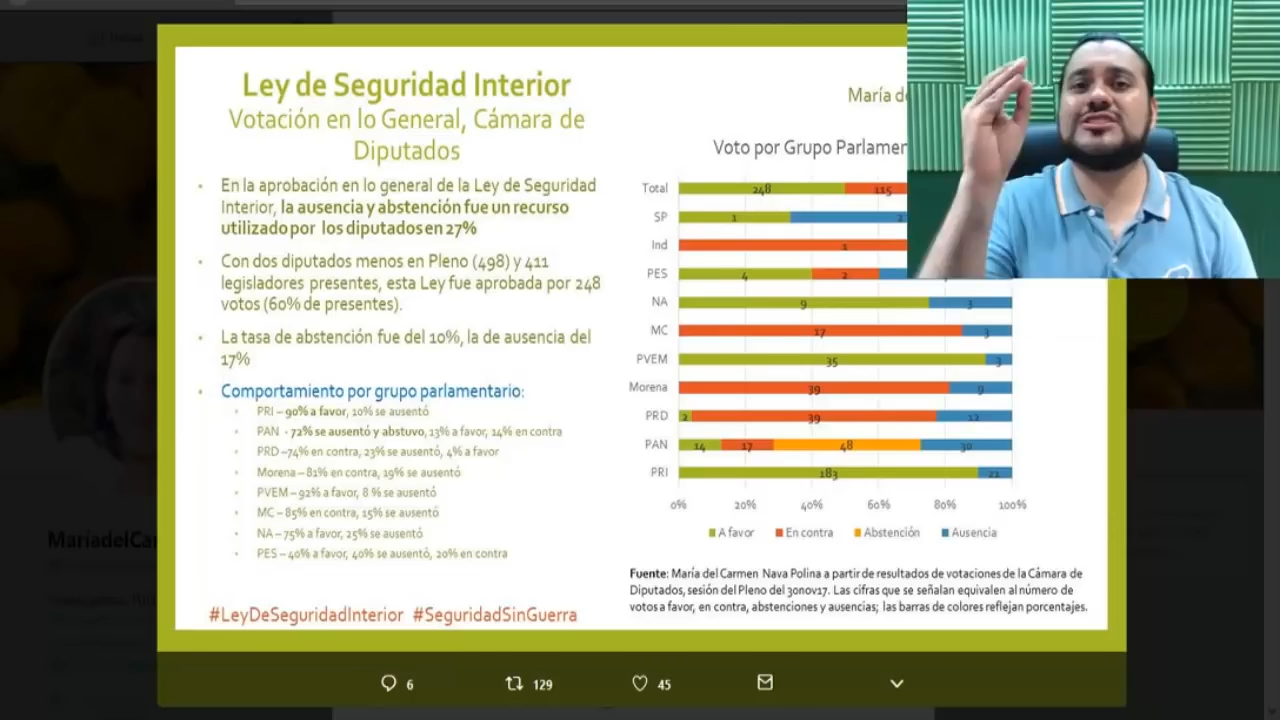 Ley de Seguridad Interior
Votación en lo General, Cámara de
Diputados
• En la aprobación en lo general de la Ley de Seguridad
Interior, la ausencia y abstención fue un recurso
utilizado por los diputados en 27%
• Con dos diputados menos en Pleno (498) y 411
legisladores presentes, esta Ley fue aprobada por 248
votos (60% de presentes).
• La tasa de abstención fue del 10%, la de ausencia del
17%
• Comportamiento por grupo parlamentario:
• PRI – 90% a favor, 10% se ausentó
• PAN - 72% se ausentó y abstuvo, 13% a favor, 14% en contra
• PRD –74% en contra, 23% se ausentó, 4% a favor
• Morena – 81% en contra, 19% se ausentó
• PVEM – 92% a favor, 8 % se ausentó
• MC – 85% en contra, 15% se ausentó
• NA – 75% a favor, 25% se ausentó
• PES – 40% a favor, 40% se ausentó, 20% en contra
#LeyDeSeguridadInterior #SeguridadSinGuerra
María de
Voto por Grupo Parlamen
Total 248 115
SP 1 2
Ind 1
PES 4 2
NA 9 3
MC 17 3
PVEM 35 3
Morena 39 9
PRD 2 39 12
PAN 14 17 48 30
PRI 183 21
0% 20% 40% 60% 80% 100%
A favor En contra Abstención Ausencia
Fuente: María del Carmen Nava Polina a partir de resultados de votaciones de la Cámara de
Diputados, sesión del Pleno del 30nov17. Las cifras que se señalan equivalen al número de
votos a favor, en contra, abstenciones y ausencias; las barras de colores reflejan porcentajes.
MaríadelCar
6 129 45